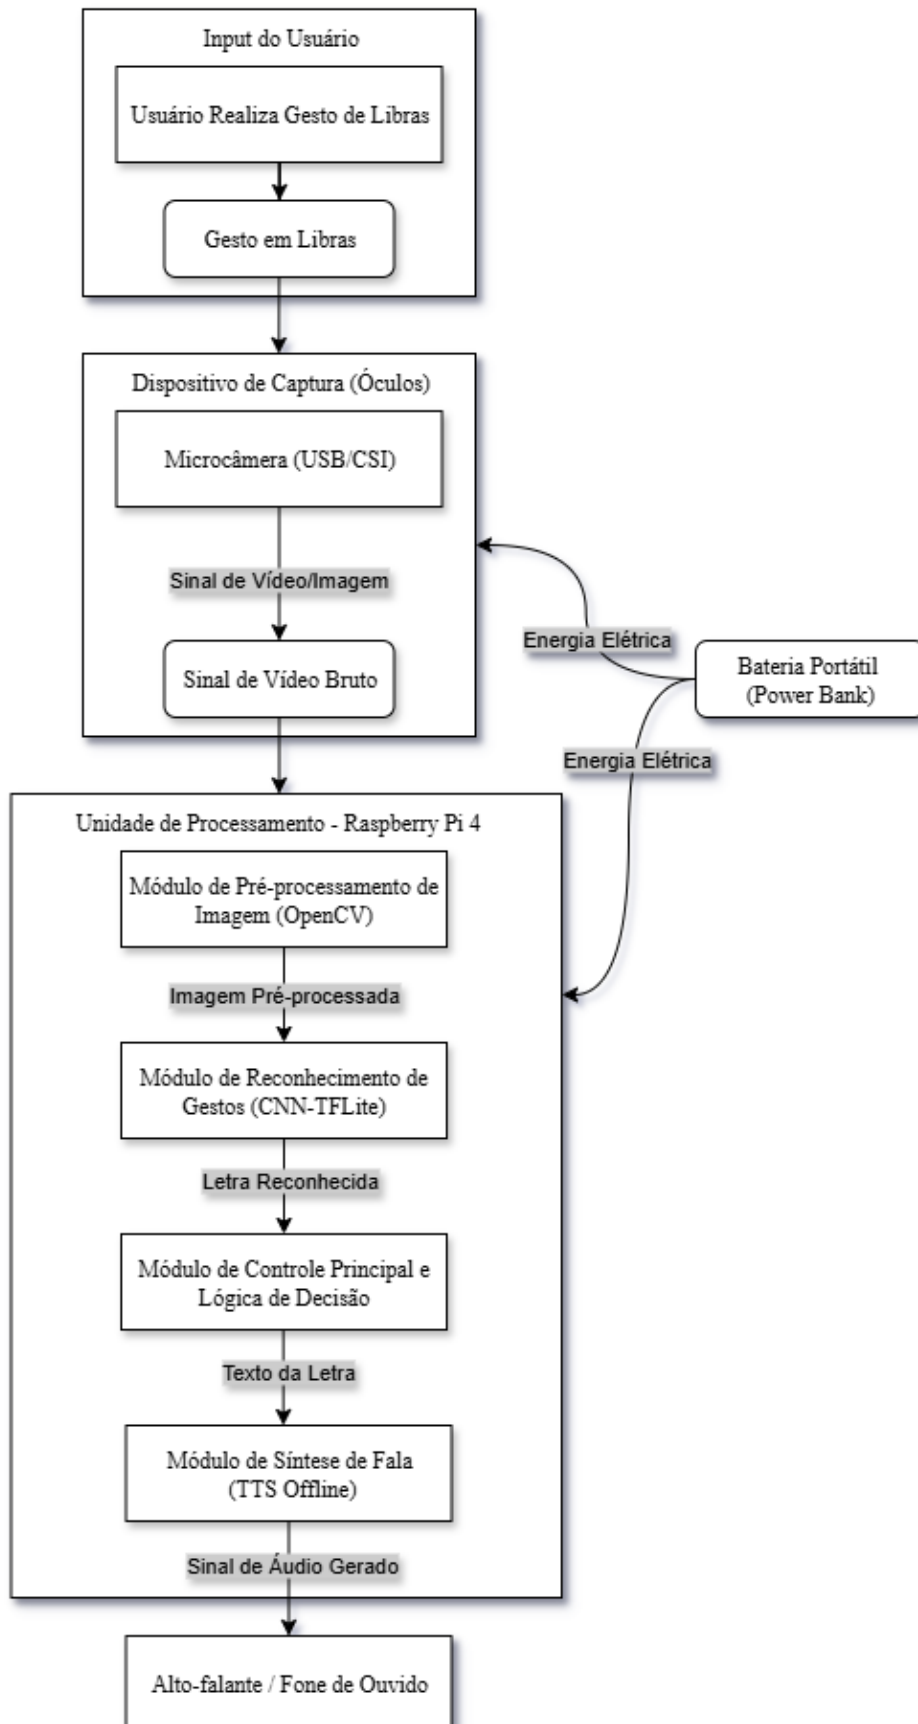 Input do Usuário
Usuário Realiza Gesto de Libras
Gesto em Libras
Dispositivo de Captura (Óculos)
Microcâmera (USB/CSI)
Sinal de Vídeo/Imagem
Sinal de Vídeo Bruto
Energia Elétrica
Bateria Portátil
(Power Bank)
Energia Elétrica
Unidade de Processamento - Raspberry Pi 4
Módulo de Pré-processamento de
Imagem (OpenCV)
Imagem Pré-processada
Módulo de Reconhecimento de
Gestos (CNN-TFLite)
Letra Reconhecida
Módulo de Controle Principal e
Lógica de Decisão
Texto da Letra
Módulo de Síntese de Fala
(TTS Offline)
Sinal de Áudio Gerado
Alto-falante / Fone de Ouvido